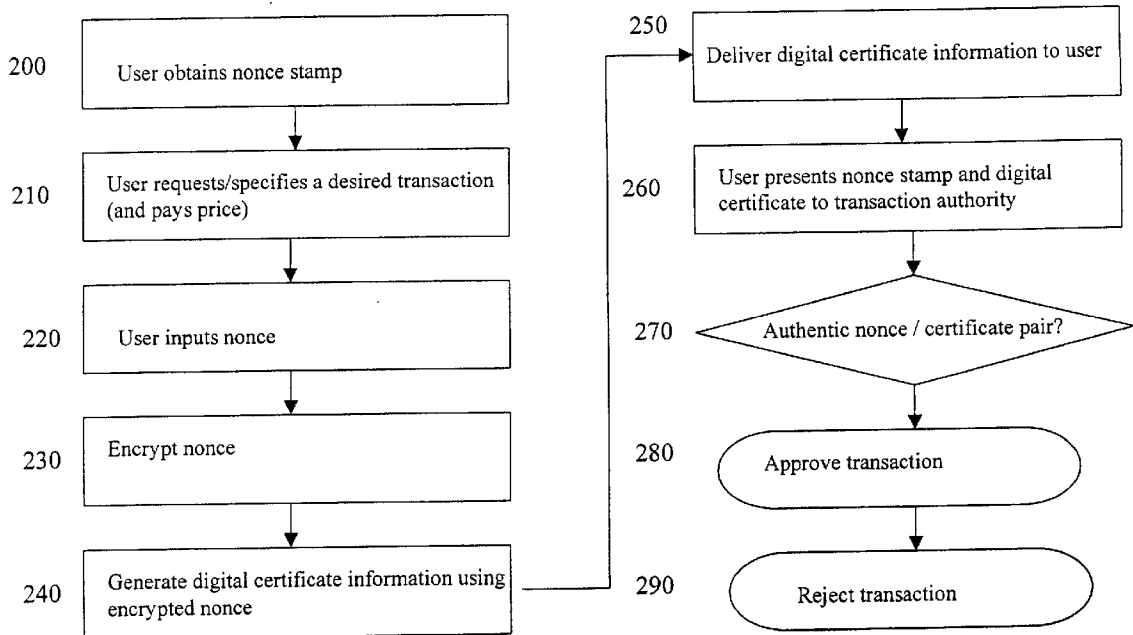 200
User obtains nonce stamp
210
User requests/specifies a desired transaction
(and pays price)
220
User inputs nonce
230
Encrypt nonce
240
Generate digital certificate information using
encrypted nonce
250
Deliver digital certificate information to user
260
User presents nonce stamp and digital
certificate to transaction authority
270
Authentic nonce / certificate pair?
280
Approve transaction
290
Reject transaction